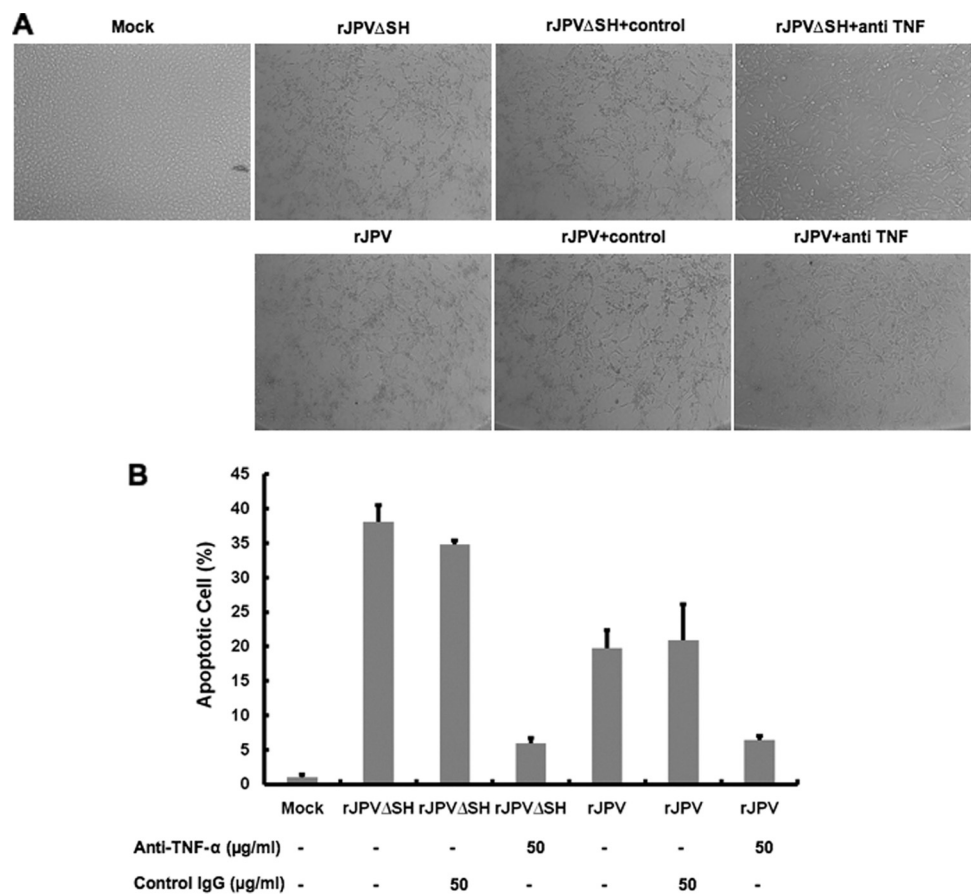 A
Mock
rJPVΔSH
rJPVΔSH+control
rJPVΔSH+anti TNF
rJPV
rJPV+control
rJPV+anti TNF
B
45
40
35
30
25
20
15
10
5
0
Apoptotic Cell (%)
Mock rJPVΔSH rJPVΔSH rJPVΔSH rJPV rJPV rJPV
Anti-TNF-α (µg/ml) - - - 50 - - 50
Control IgG (µg/ml) - - 50 - - 50 -